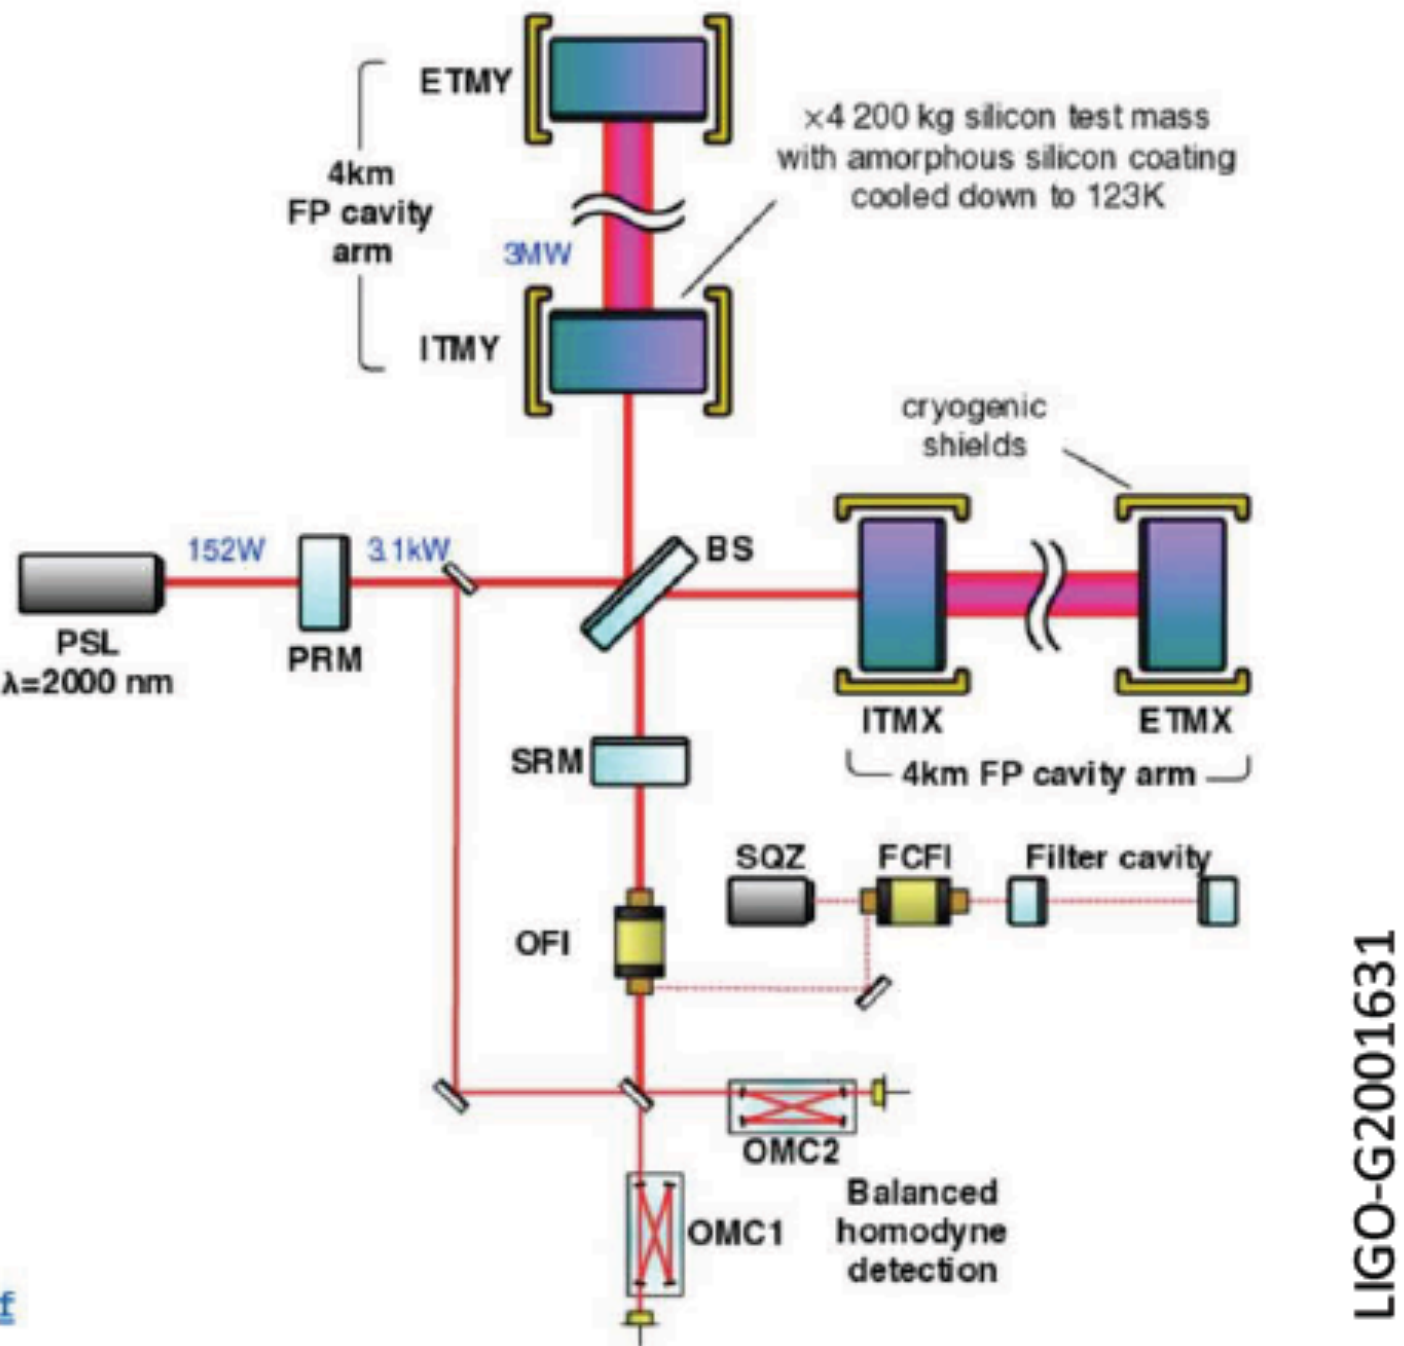 ETMY
×4 200 kg silicon test mass
with amorphous silicon coating
cooled down to 123K
4km
FP cavity
arm
3MW
ITMY
cryogenic
shields
152W
3.1kW
BS
PSL
λ=2000 nm
PRM
ITMX
ETMX
4km FP cavity arm
SRM
SQZ
FCFI
Filter cavity
OFI
OMC2
OMC1
Balanced
homodyne
detection
LIGO-G2001631
f